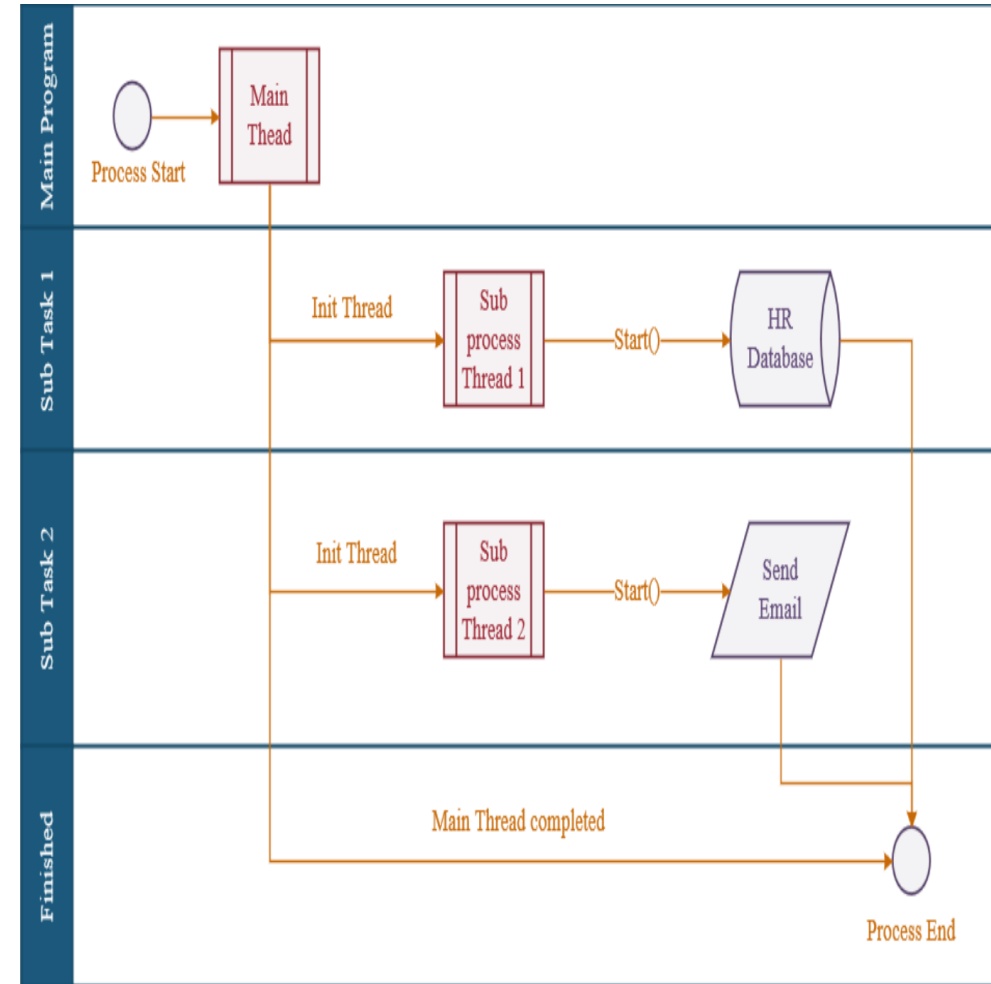 Main Program
Main
Thead
Process Start
Sub Task 1
Init Thread
Sub
process
Thread 1
Start()
HR
Database
Sub Task 2
Init Thread
Sub
process
Thread 2
Start()
Send
Email
Finished
Main Thread completed
Process End